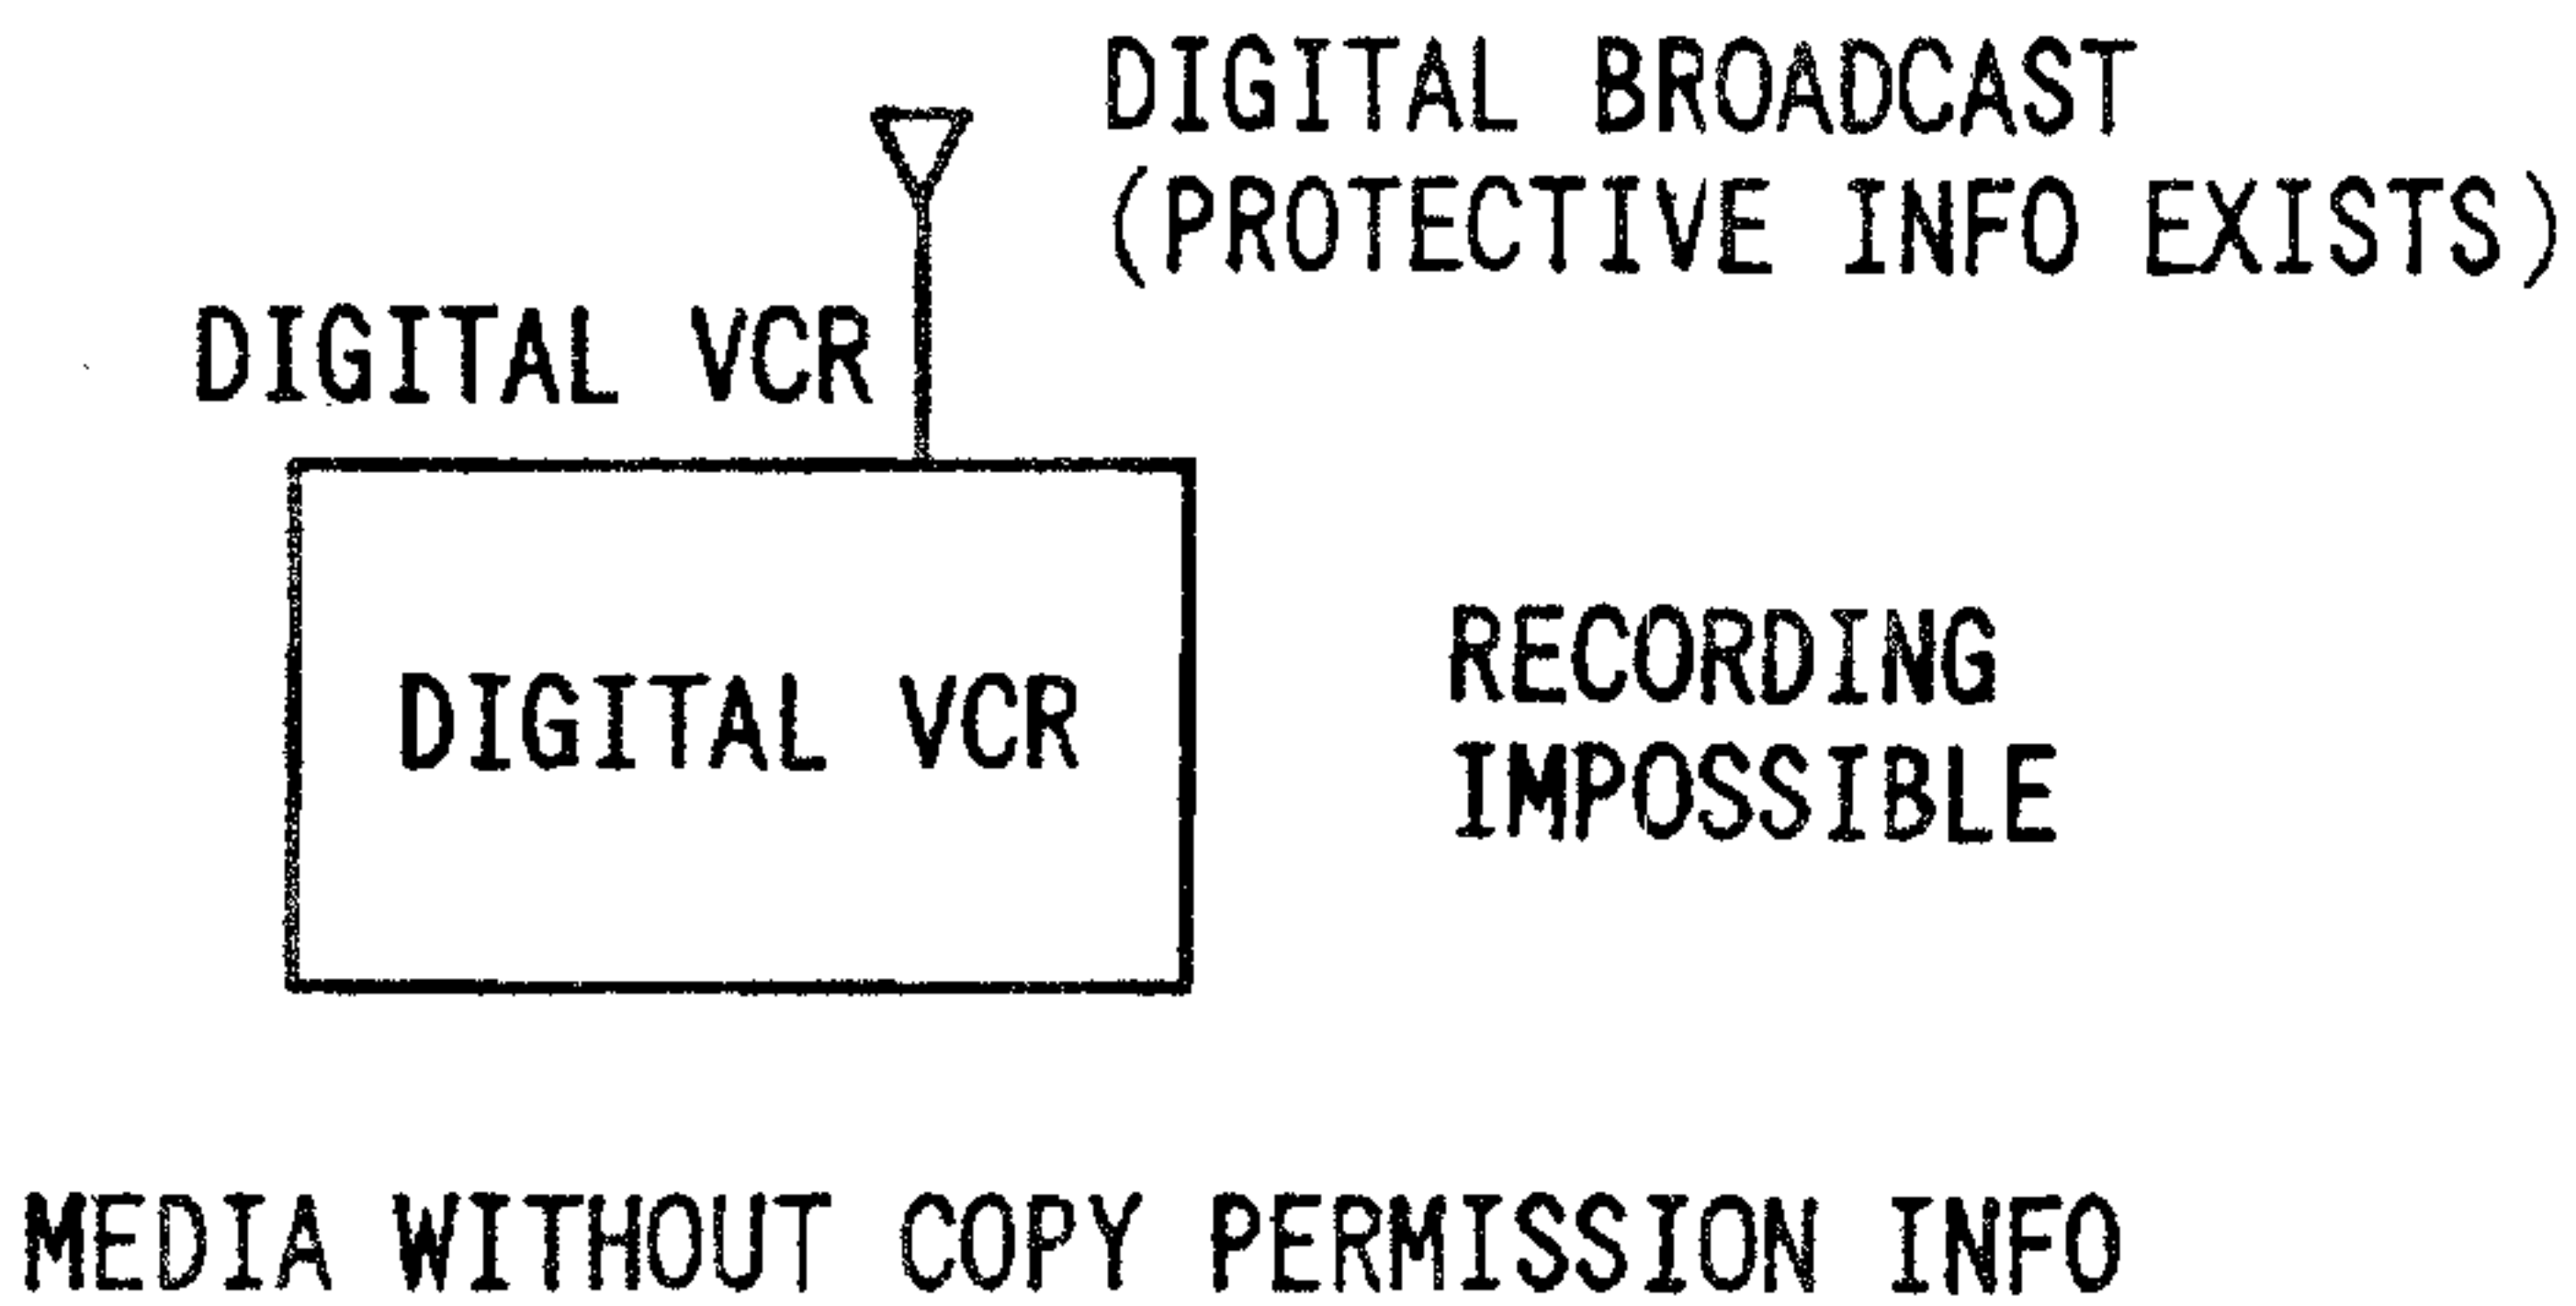 DIGITAL BROADCAST
(PROTECTIVE INFO EXISTS)
DIGITAL VCR
DIGITAL VCR
RECORDING
IMPOSSIBLE
MEDIA WITHOUT COPY PERMISSION INFO